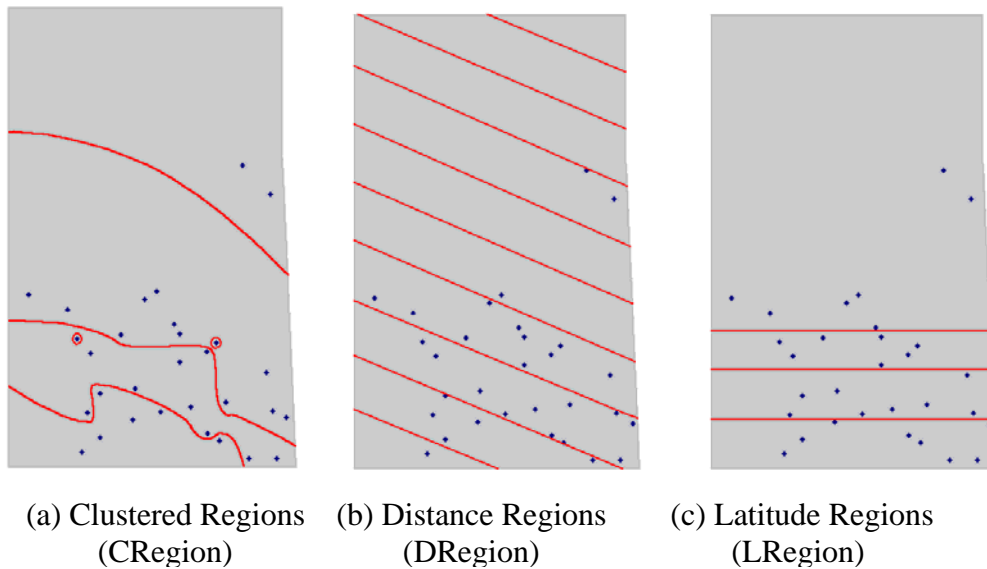 (a) Clustered Regions (b) Distance Regions (c) Latitude Regions
(CRegion) (DRegion) (LRegion)